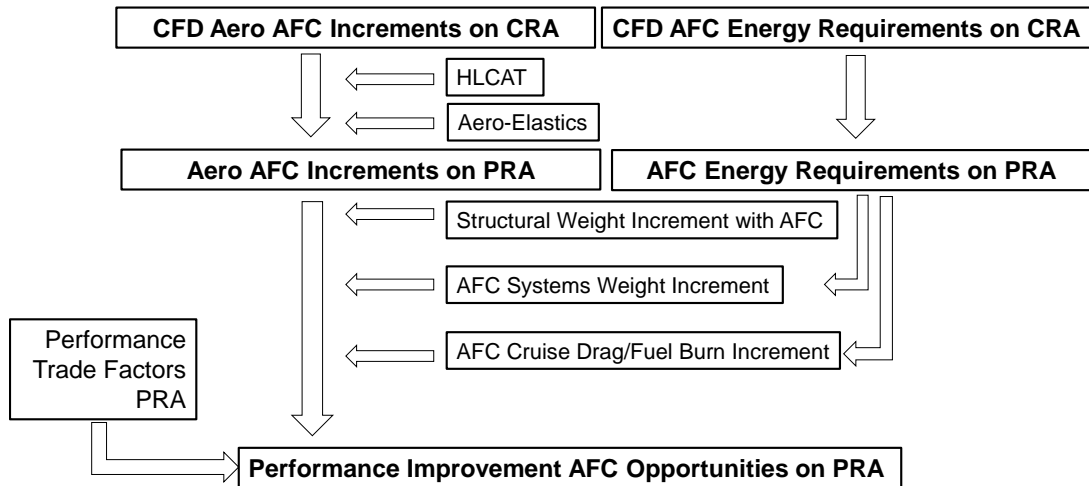 CFD Aero AFC Increments on CRA
CFD AFC Energy Requirements on CRA
HLCAT
Aero-Elastics
Aero AFC Increments on PRA
AFC Energy Requirements on PRA
Structural Weight Increment with AFC
AFC Systems Weight Increment
AFC Cruise Drag/Fuel Burn Increment
Performance
Trade Factors
PRA
Performance Improvement AFC Opportunities on PRA